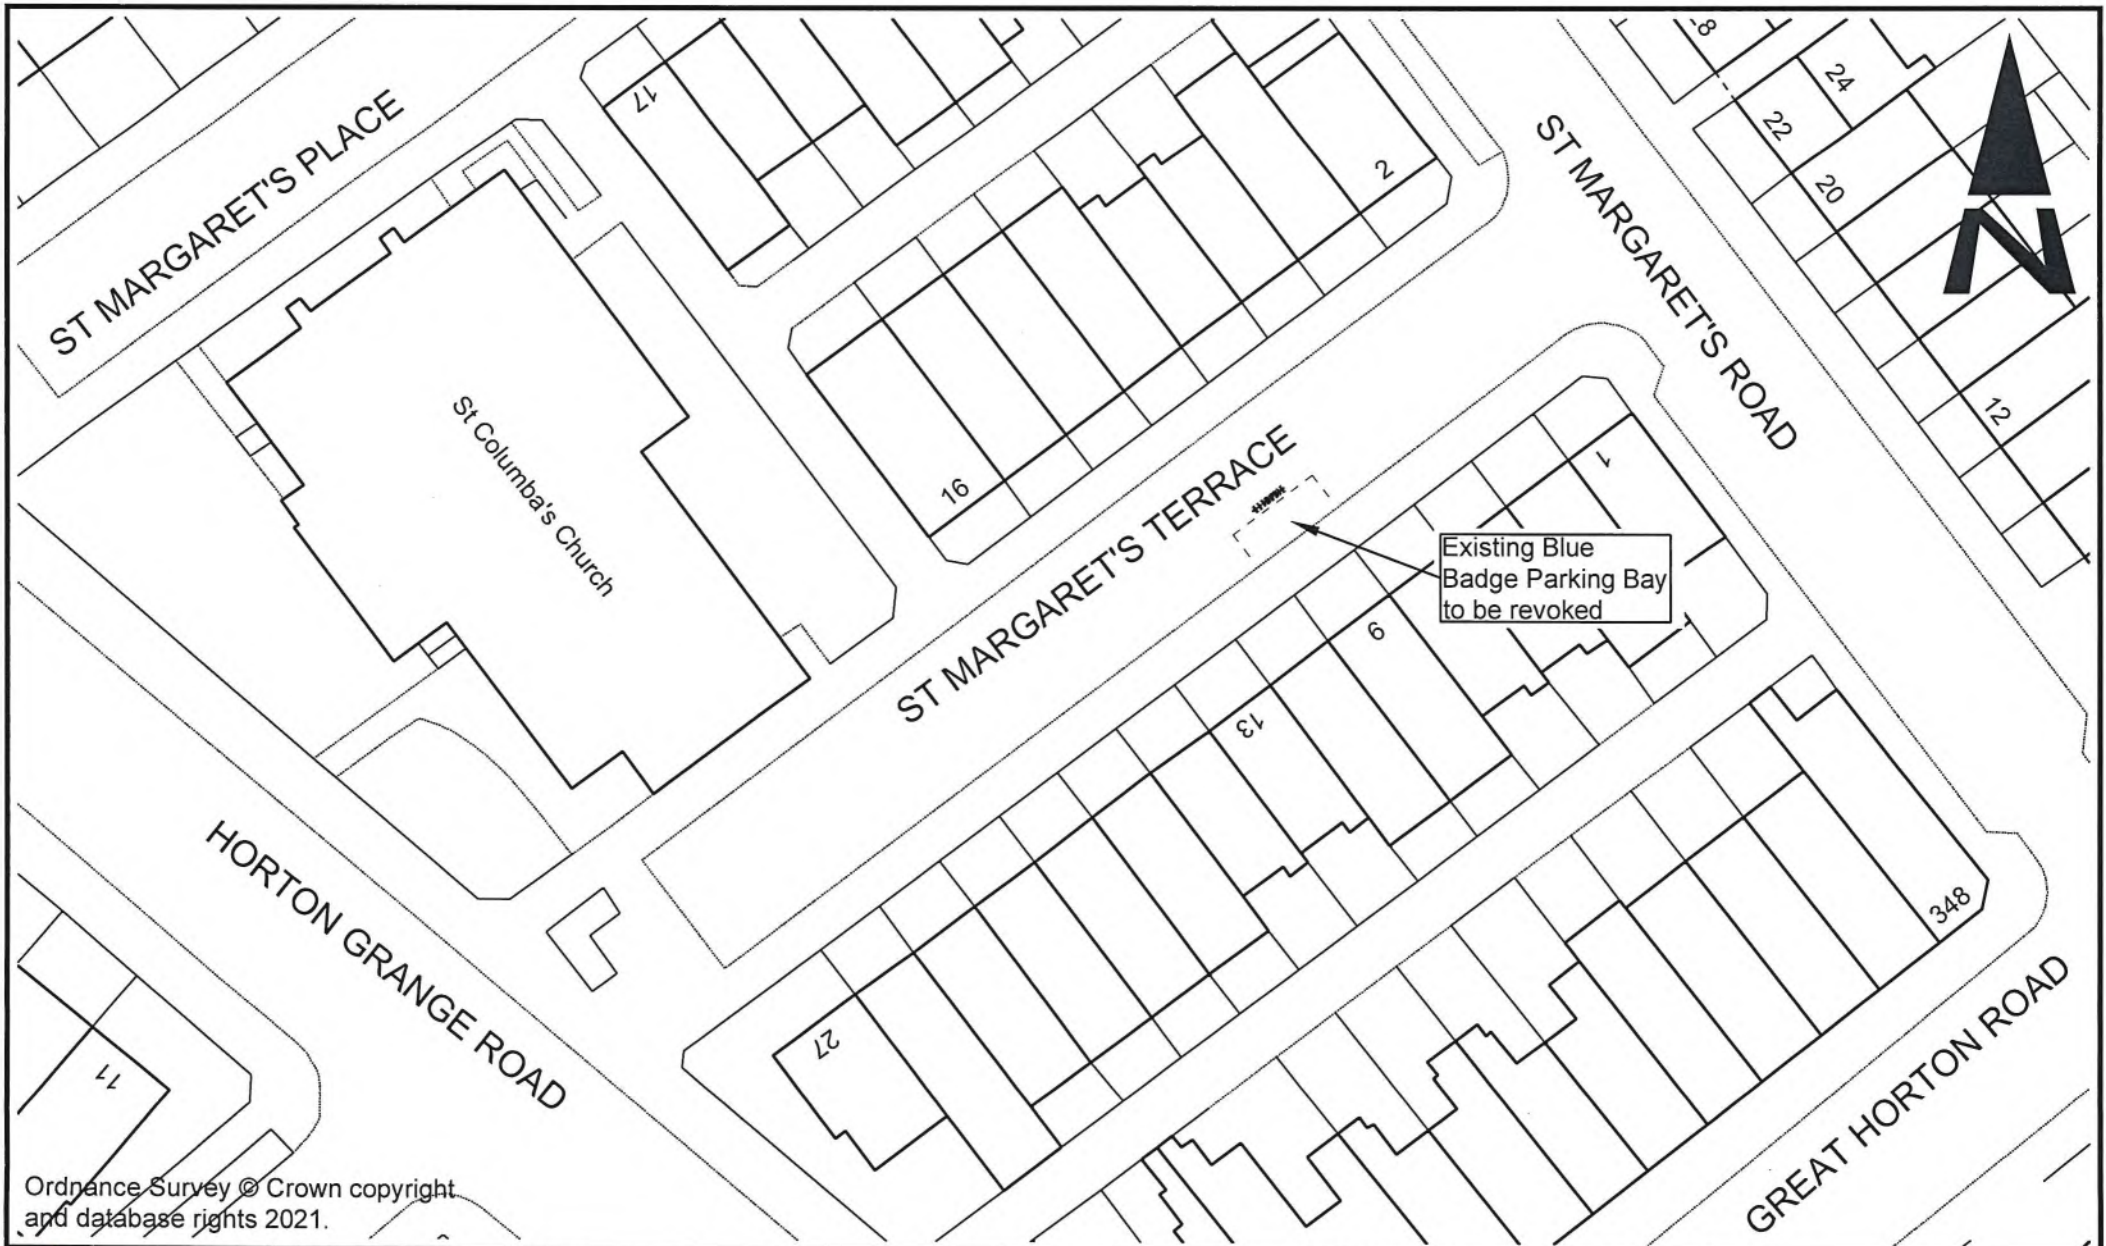 ST MARGARET'S PLACE
17
2
ST MARGARET'S ROAD
24
22
20
12
N
St Columba's Church
16
ST MARGARET'S TERRACE
1
Existing Blue
Badge Parking Bay
to be revoked
9
13
27
348
HORTON GRANGE ROAD
11
GREAT HORTON ROAD
Ordnance Survey © Crown copyright
and database rights 2021.